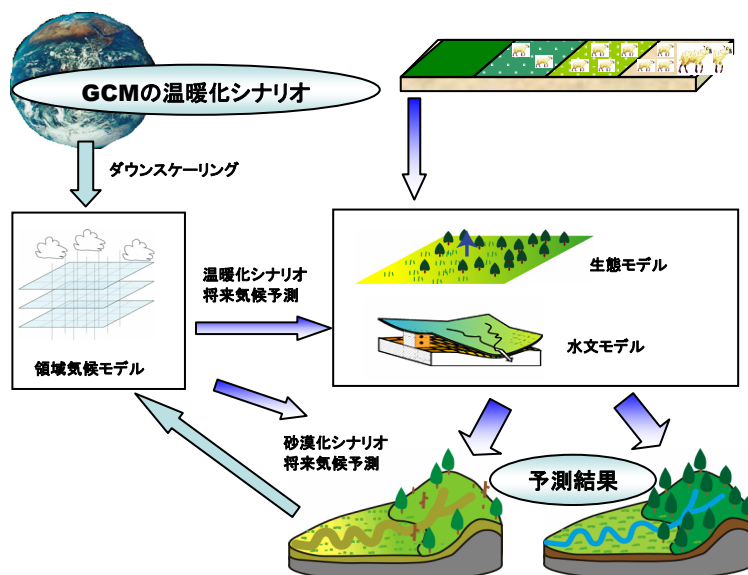 GCMの温暖化シナリオ
ダウンスケーリング
温暖化シナリオ
将来気候予測
領域気候モデル
生態モデル
水文モデル
砂漠化シナリオ
将来気候予測
予測結果